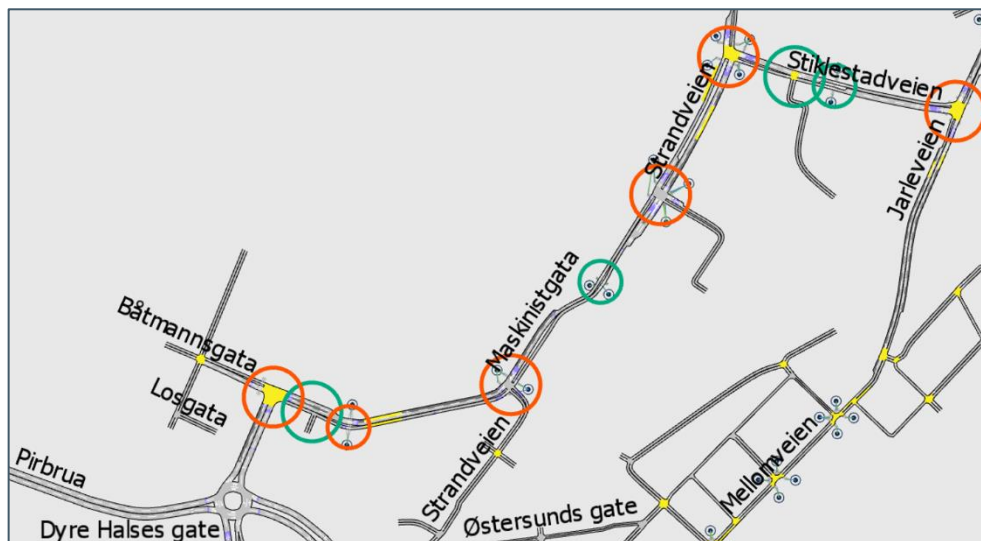 Stiklestadveien
Strandveien
Jarleveien
Maskinistgata
Båtmannsgata
Losgata
Strandveien
Mellomveien
Pirbrua
Østersunds gate
Dyre Halses gate